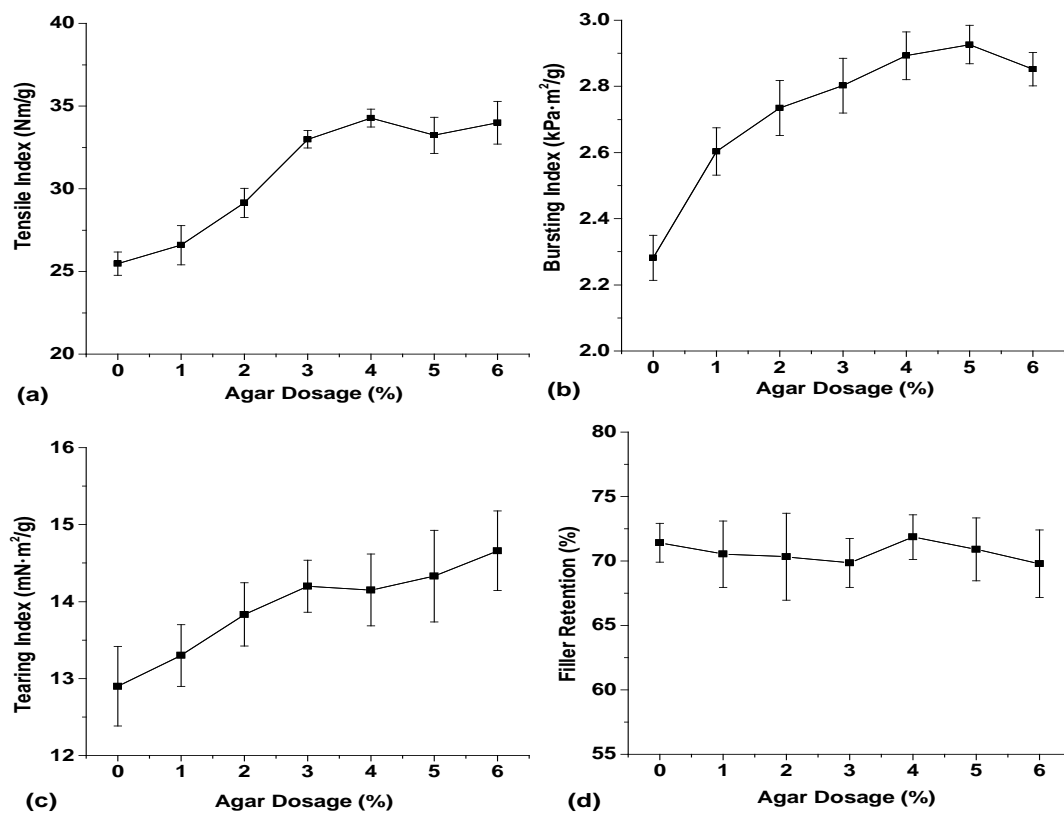 40
35
30
25
20
Tensile Index (Nm/g)
0 1 2 3 4 5 6
Agar Dosage (%)
(a)
3.0
2.8
2.6
2.4
2.2
2.0
Bursting Index (kPa·m²/g)
0 1 2 3 4 5 6
Agar Dosage (%)
(b)
16
15
14
13
12
Tearing Index (mN·m²/g)
0 1 2 3 4 5 6
Agar Dosage (%)
(c)
80
75
70
65
60
55
Filler Retention (%)
0 1 2 3 4 5 6
Agar Dosage (%)
(d)